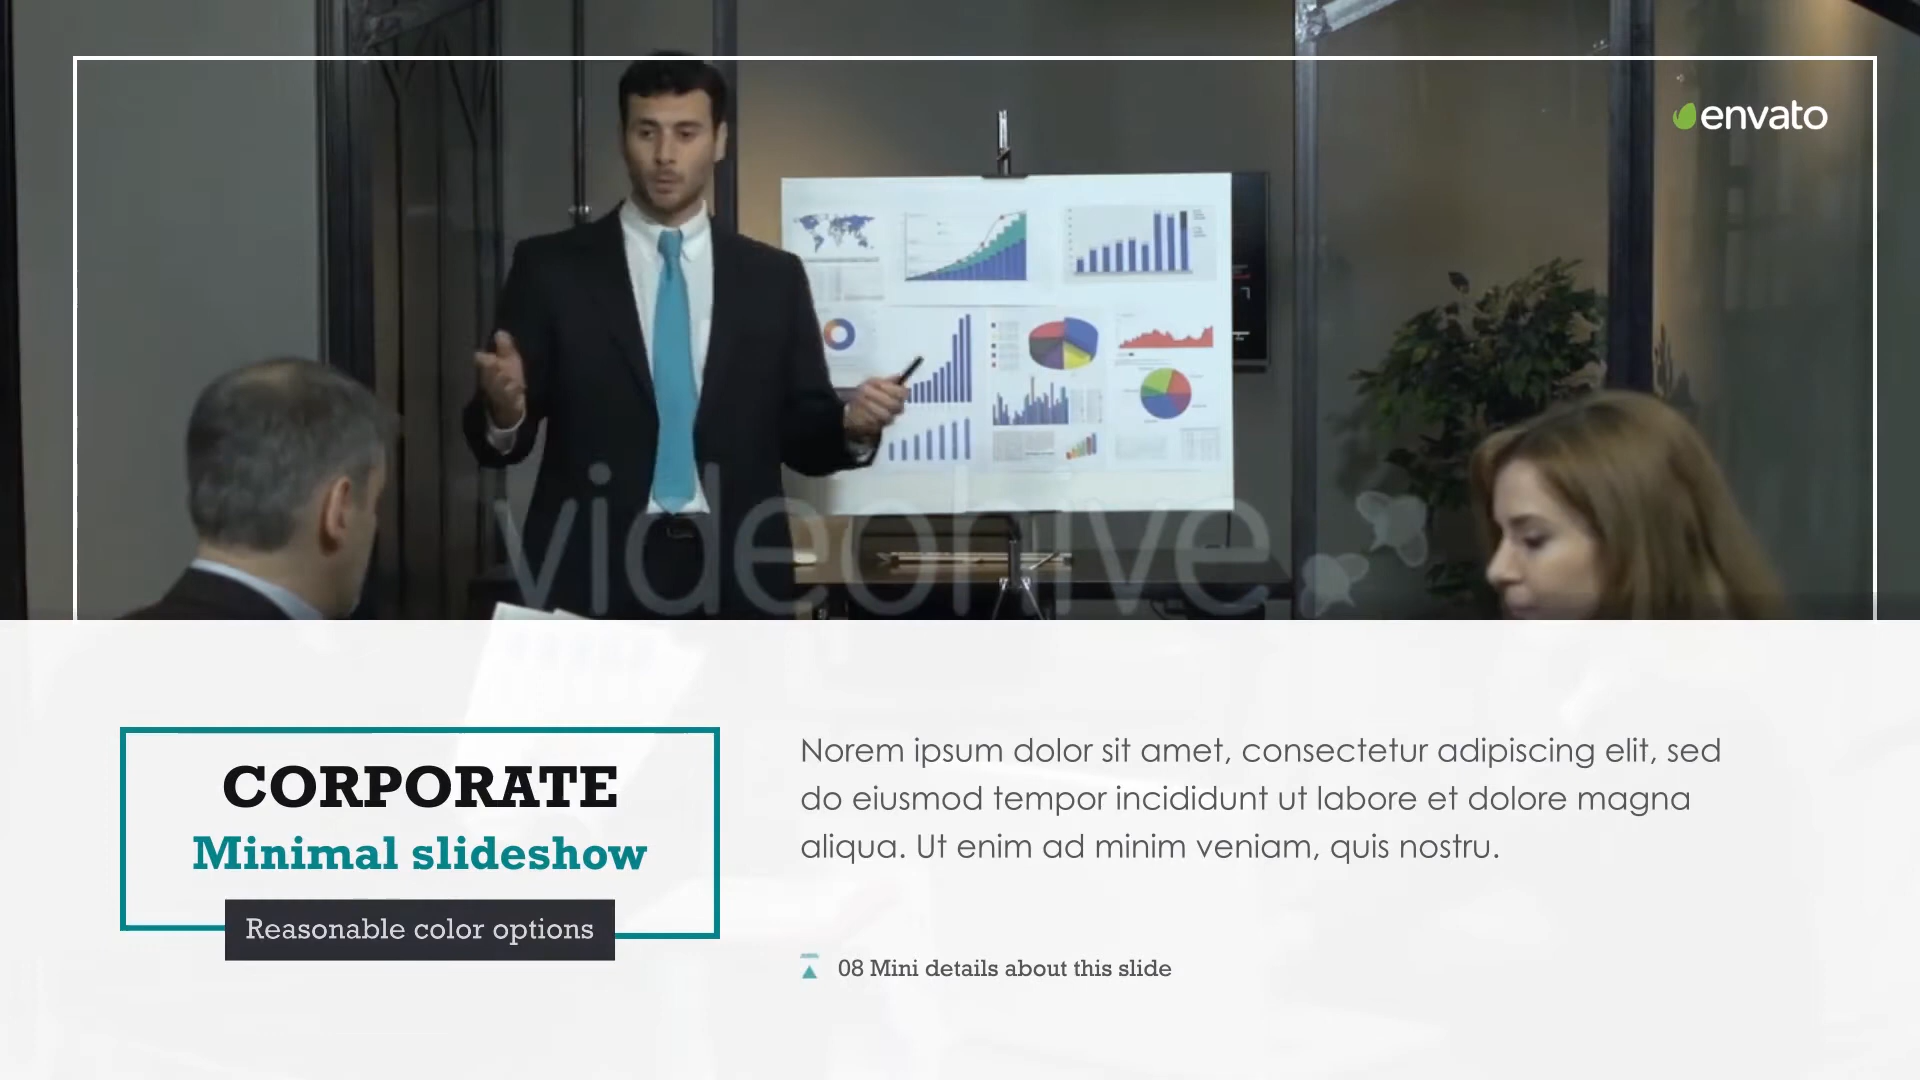 envato
videohive
CORPORATE
Minimal slideshow
Reasonable color options
Norem ipsum dolor sit amet, consectetur adipiscing elit, sed
do eiusmod tempor incididunt ut labore et dolore magna
aliqua. Ut enim ad minim veniam, quis nostru.
08 Mini details about this slide